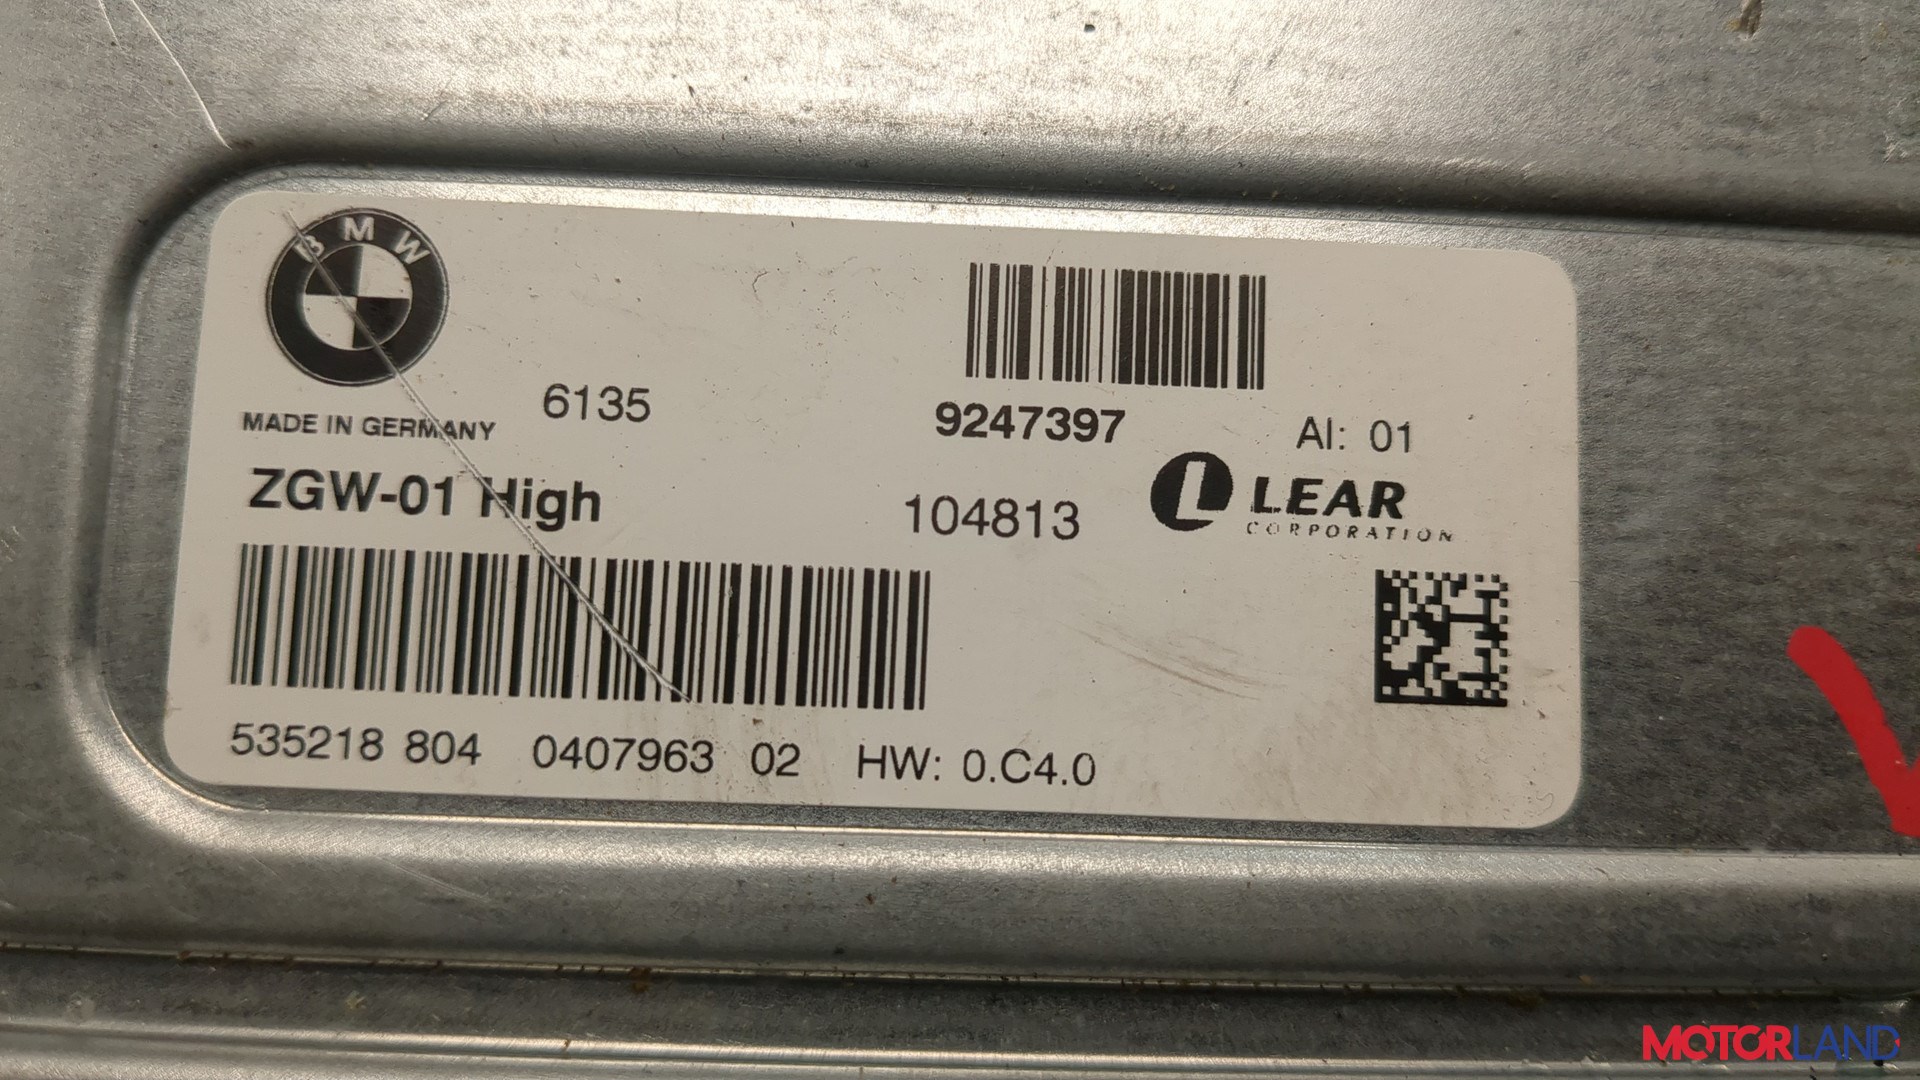 BMW
MADE IN GERMANY
6135
9247397
AI: 01
ZGW-01 High
104813
LEAR
CORPORATION
535218 804 0407963 02 HW: 0.C4.0
MOTORLAND